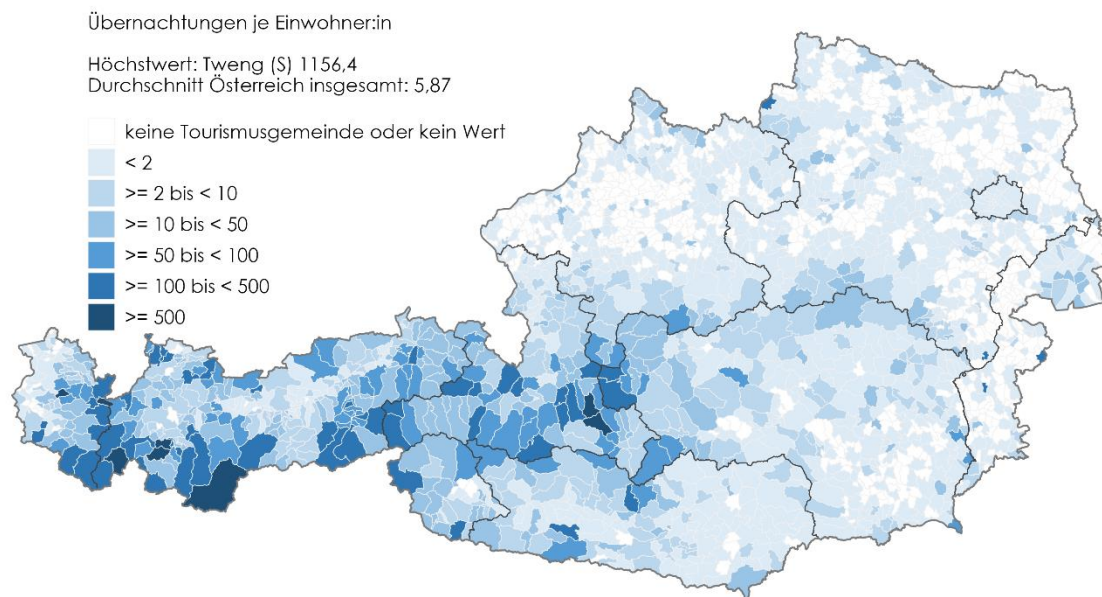 Übernachtungen je Einwohner:in
Höchstwert: Tweng (S) 1156,4
Durchschnitt Österreich insgesamt: 5,87
keine Tourismusgemeinde oder kein Wert
< 2
>= 2 bis < 10
>= 10 bis < 50
>= 50 bis < 100
>= 100 bis < 500
>= 500